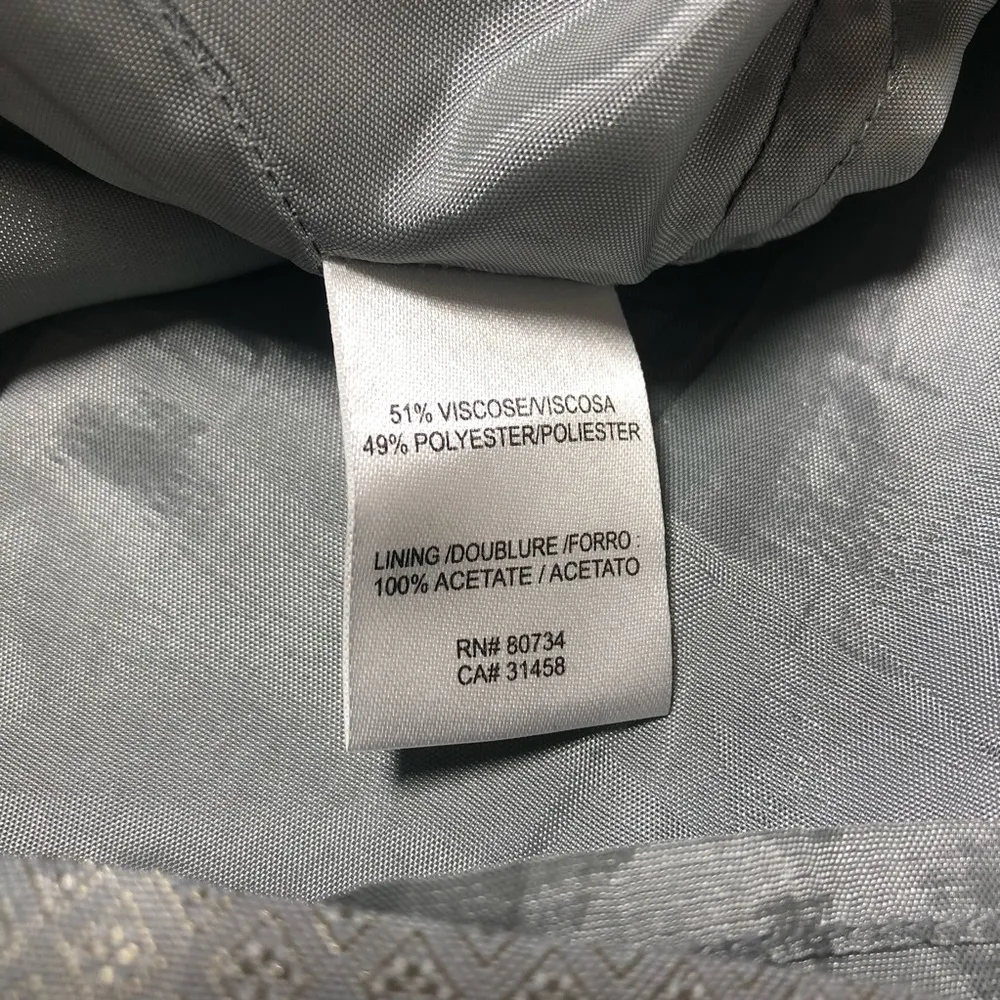 51% VISCOSE/VISCOSA
49% POLYESTER/POLIESTER
LINING /DOUBLURE /FORRO :
100% ACETATE / ACETATO
RN# 80734
CA# 31458